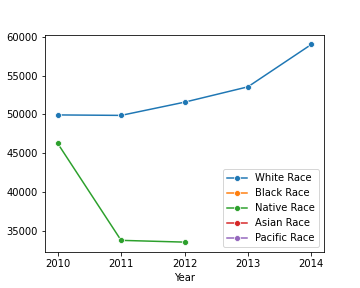 60000
55000
50000
45000
40000
35000
White Race
Black Race
Native Race
Asian Race
Pacific Race
2010 2011 2012 2013 2014
Year